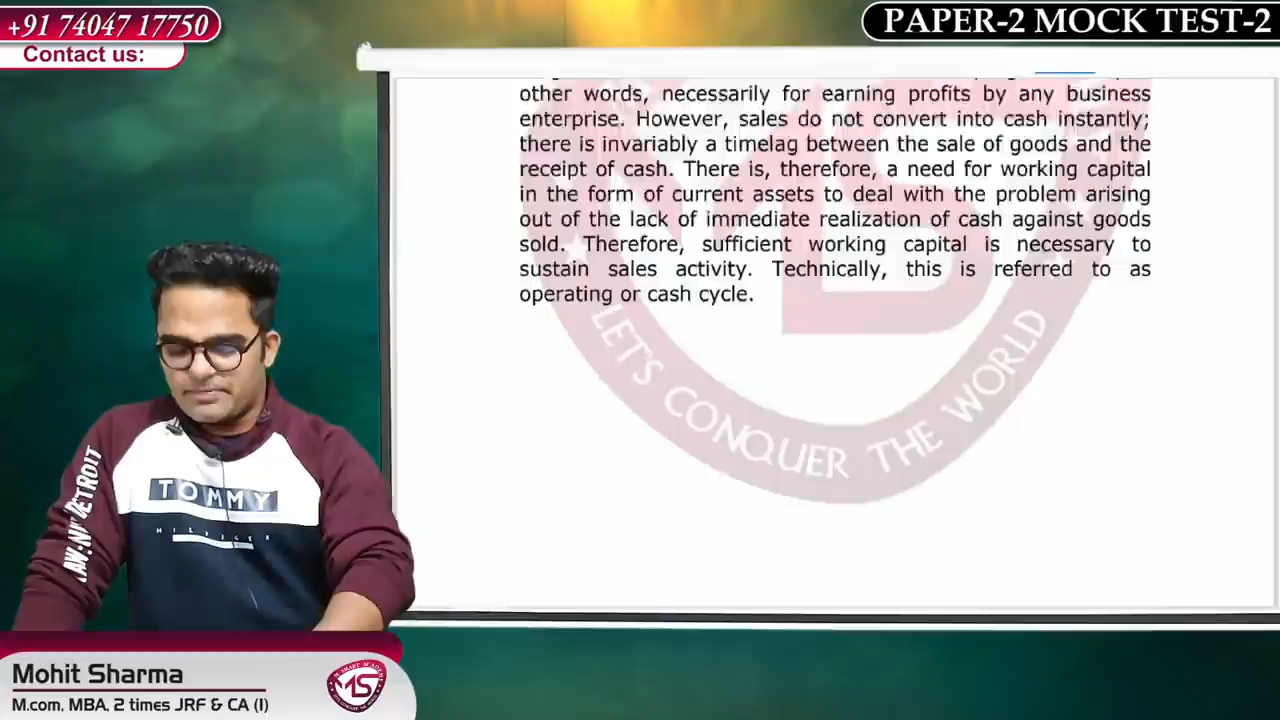 +91 74047 17750
Contact us:
PAPER-2 MOCK TEST-2
other words, necessarily for earning profits by any business
enterprise. However, sales do not convert into cash instantly;
there is invariably a timelag between the sale of goods and the
receipt of cash. There is, therefore, a need for working capital
in the form of current assets to deal with the problem arising
out of the lack of immediate realization of cash against goods
sold. Therefore, sufficient working capital is necessary to
sustain sales activity. Technically, this is referred to as
operating or cash cycle.
MS
LET'S CONQUER THE WORLD
DETROIT
TOMMY
HILFIGER
Mohit Sharma
M.com, MBA, 2 times JRF & CA (I)
MS